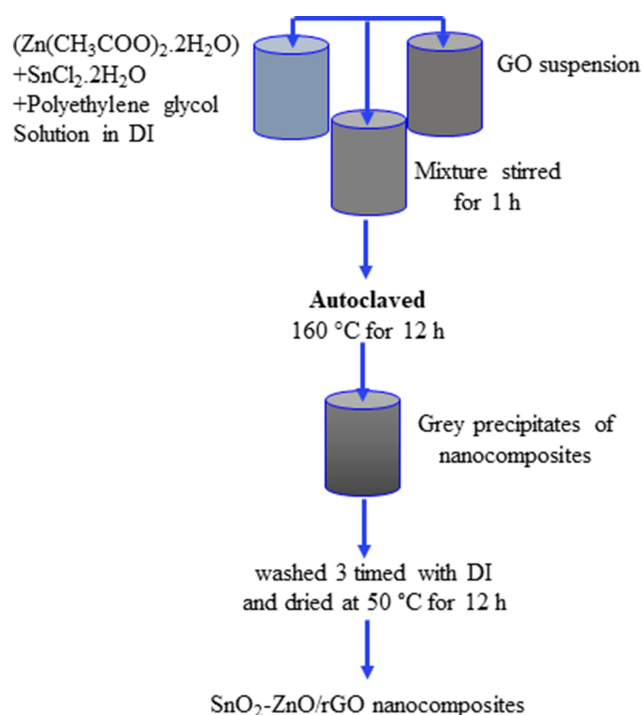 (Zn(CH₃COO)₂.2H₂O)
+SnCl₂.2H₂O
+Polyethylene glycol
Solution in DI
GO suspension
Mixture stirred
for 1 h
Autoclaved
160 °C for 12 h
Grey precipitates of
nanocomposites
washed 3 timed with DI
and dried at 50 °C for 12 h
SnO₂-ZnO/rGO nanocomposites